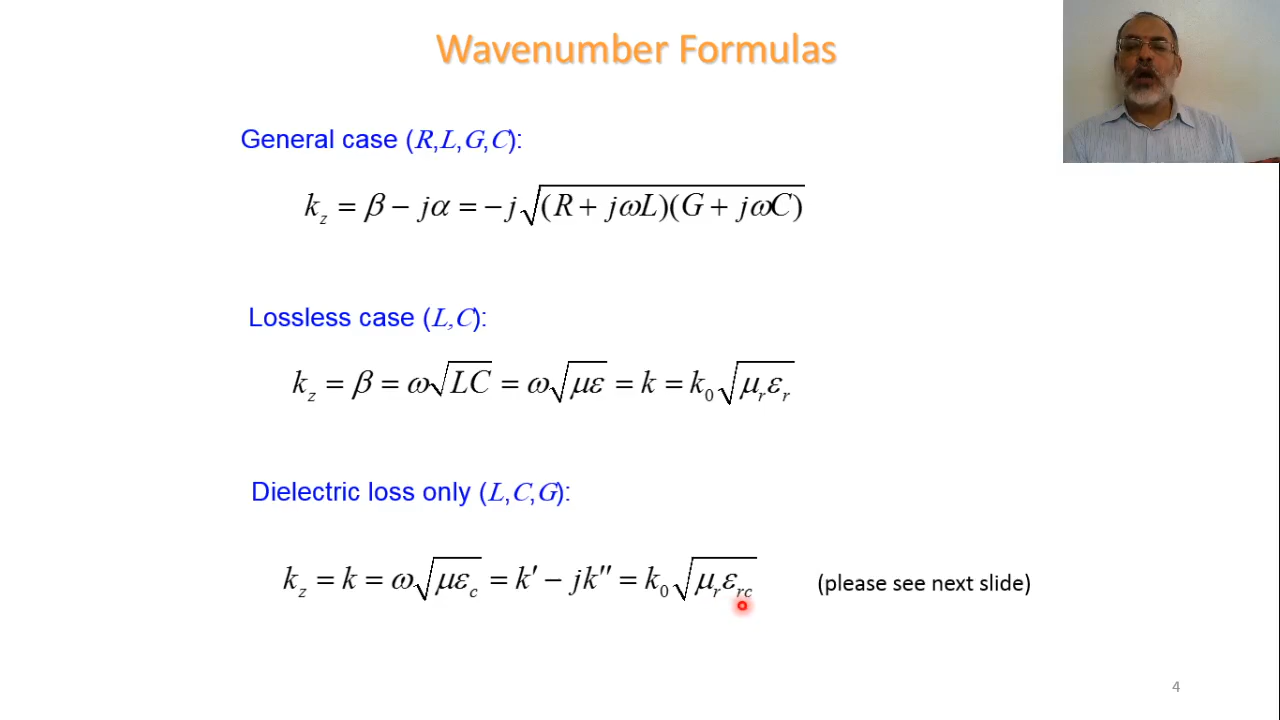 Wavenumber Formulas
General case (R,L,G,C):
k_z = β − jα = −j√((R + jωL)(G + jωC))
Lossless case (L,C):
k_z = β = ω√(LC) = ω√(με) = k = k_0√(μ_r ε_r)
Dielectric loss only (L,C,G):
k_z = k = ω√(με_c) = k′ − jk″ = k_0√(μ_r ε_rc) (please see next slide)
4